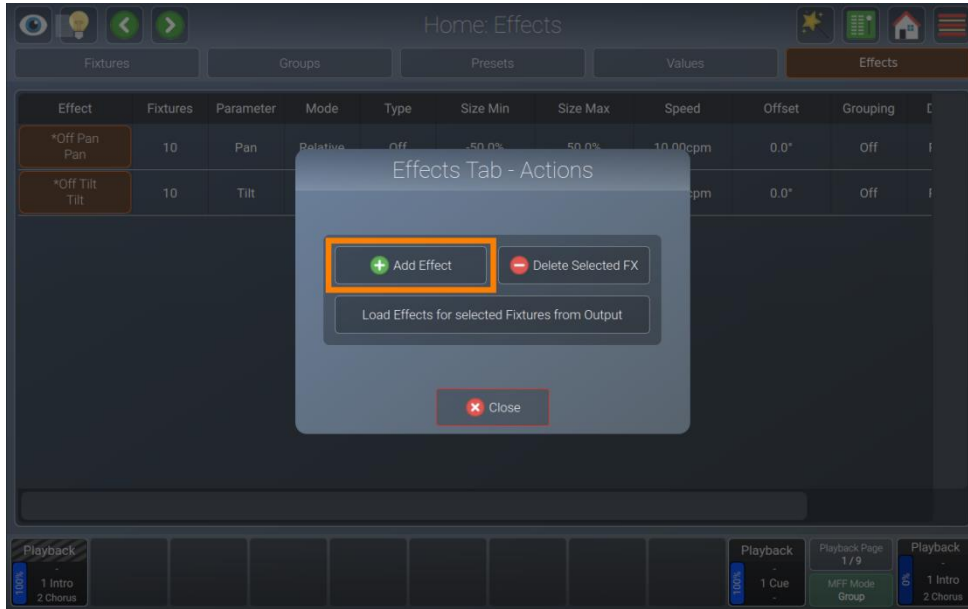 Home: Effects
Fixtures Groups Presets Values Effects
Effect Fixtures Parameter Mode Type Size Min Size Max Speed Offset Grouping
*Off Pan
Pan
10 Pan Relative Off -50.0% 50.0% 10.00cpm 0.0° Off
*Off Tilt
Tilt
10 Tilt cpm 0.0° Off
Effects Tab - Actions
Add Effect
Delete Selected FX
Load Effects for selected Fixtures from Output
Close
Playback
-
100%
1 Intro
2 Chorus
Playback
-
100%
1 Cue
-
Playback Page
1 / 9
MFF Mode
Group
Playback
-
0%
1 Intro
2 Chorus